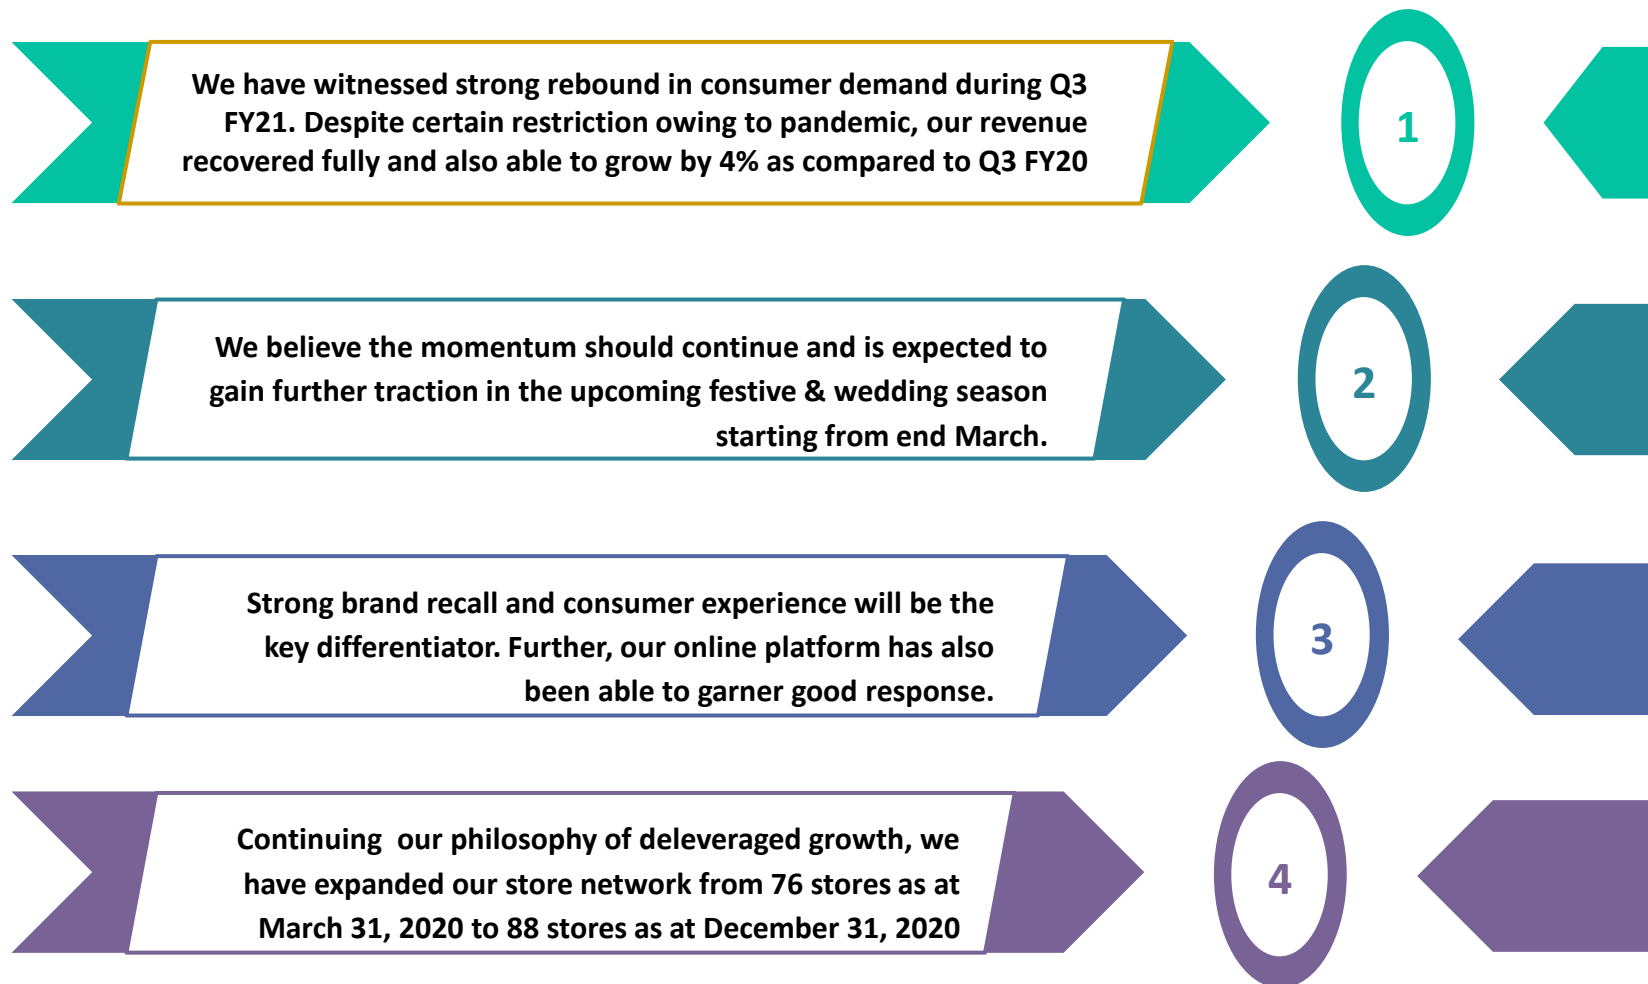 We have witnessed strong rebound in consumer demand during Q3
FY21. Despite certain restriction owing to pandemic, our revenue
recovered fully and also able to grow by 4% as compared to Q3 FY20
1
We believe the momentum should continue and is expected to
gain further traction in the upcoming festive & wedding season
starting from end March.
2
Strong brand recall and consumer experience will be the
key differentiator. Further, our online platform has also
been able to garner good response.
3
Continuing  our philosophy of deleveraged growth, we
have expanded our store network from 76 stores as at
March 31, 2020 to 88 stores as at December 31, 2020
4